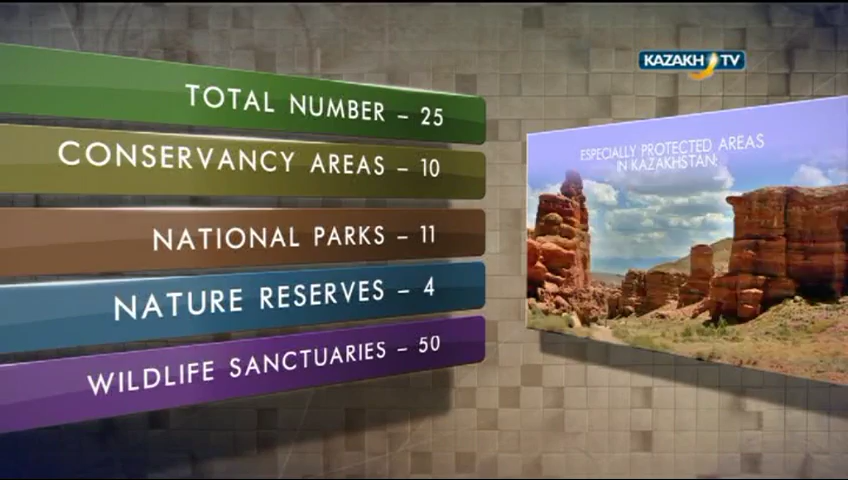 KAZAKH TV
TOTAL NUMBER – 25
CONSERVANCY AREAS – 10
NATIONAL PARKS – 11
NATURE RESERVES – 4
WILDLIFE SANCTUARIES – 50
ESPECIALLY PROTECTED AREAS
IN KAZAKHSTAN: